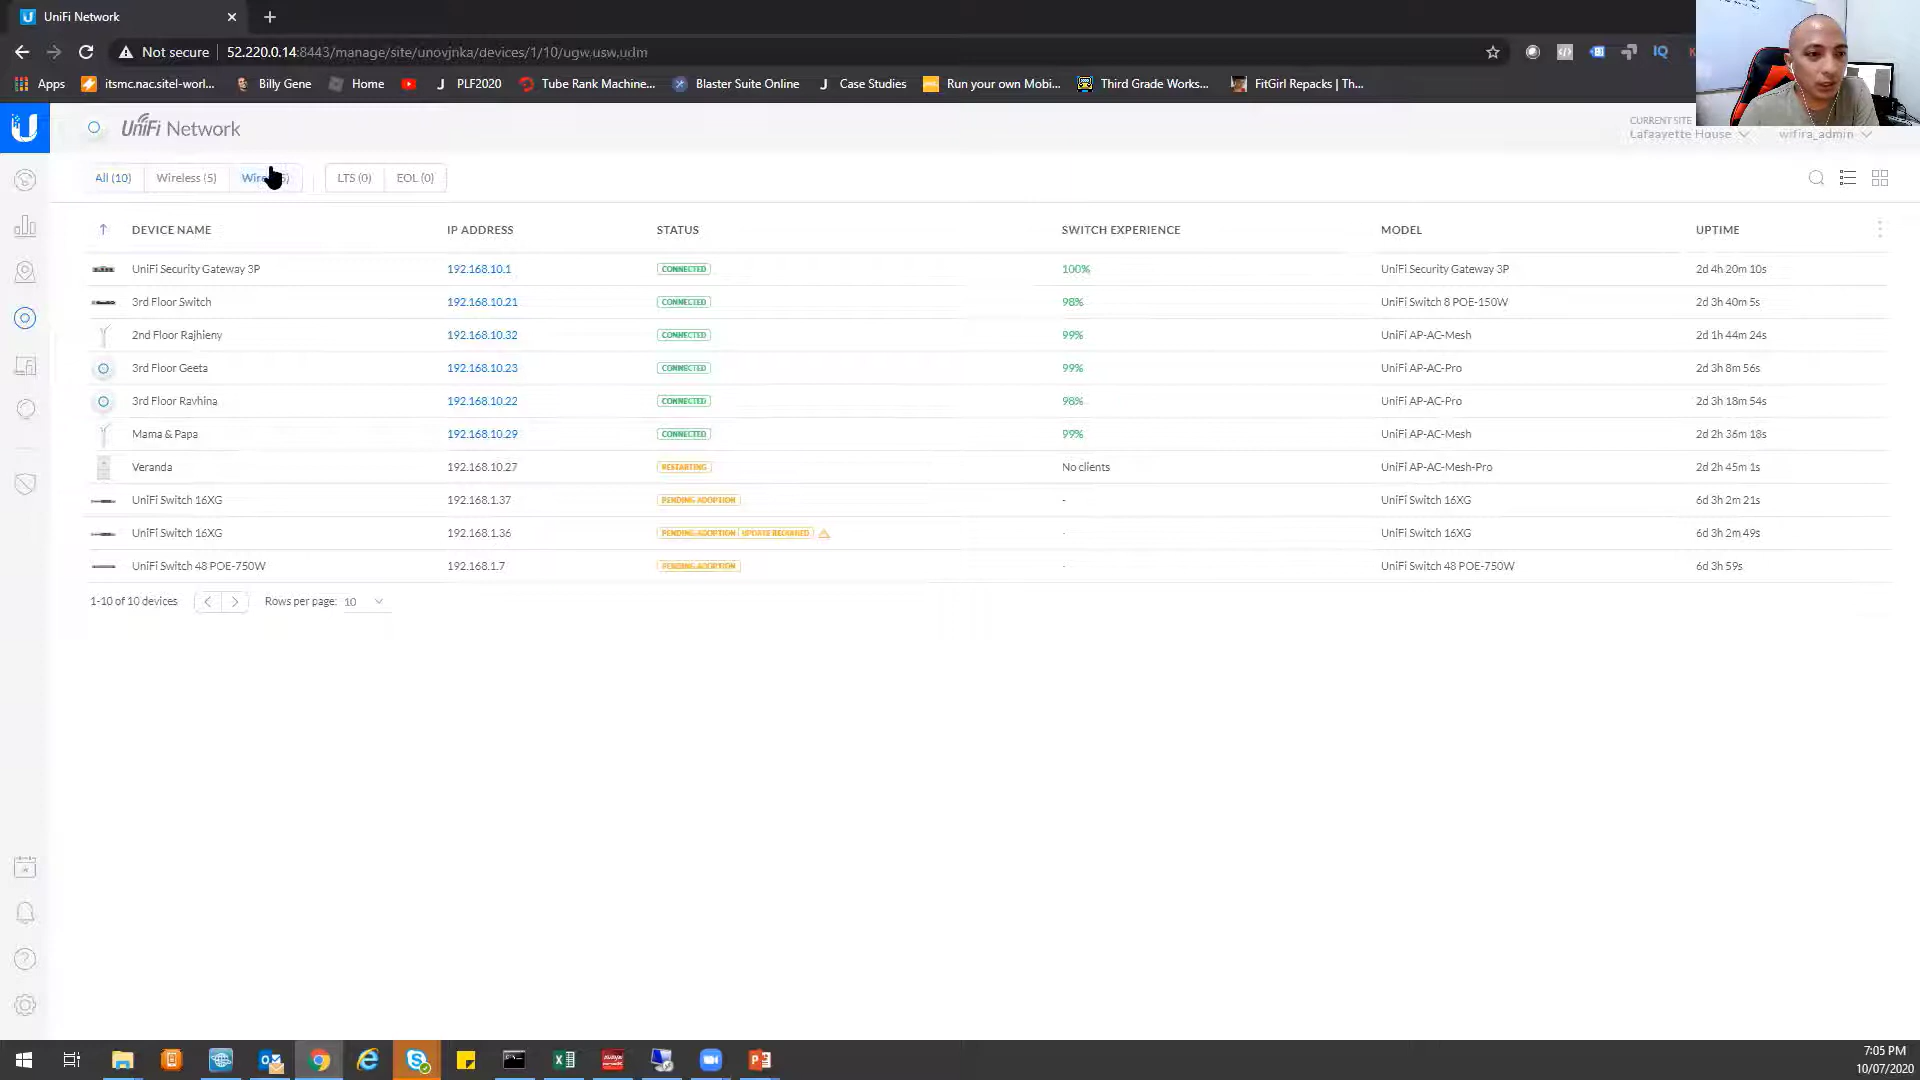 UniFi Network
Not secure 52.220.0.14:8443/manage/site/unovjnka/devices/1/10/ugw,usw,udm
Apps itsmc.nac.sitel-worl... Billy Gene Home PLF2020 Tube Rank Machine... Blaster Suite Online Case Studies Run your own Mobi... Third Grade Works... FitGirl Repacks | Th...
UniFi Network
CURRENT SITE
Lafaayette House wifira_admin
All (10) Wireless (5) LTS (0) EOL (0)
DEVICE NAME IP ADDRESS STATUS SWITCH EXPERIENCE MODEL UPTIME
UniFi Security Gateway 3P 192.168.10.1 CONNECTED 100% UniFi Security Gateway 3P 2d 4h 20m 10s
3rd Floor Switch 192.168.10.21 CONNECTED 98% UniFi Switch 8 POE-150W 2d 3h 40m 5s
2nd Floor Rajhieny 192.168.10.32 CONNECTED 99% UniFi AP-AC-Mesh 2d 1h 44m 24s
3rd Floor Geeta 192.168.10.23 CONNECTED 99% UniFi AP-AC-Pro 2d 3h 8m 56s
3rd Floor Ravhina 192.168.10.22 CONNECTED 98% UniFi AP-AC-Pro 2d 3h 18m 54s
Mama & Papa 192.168.10.29 CONNECTED 99% UniFi AP-AC-Mesh 2d 2h 36m 18s
Veranda 192.168.10.27 RESTARTING No clients UniFi AP-AC-Mesh-Pro 2d 2h 45m 1s
UniFi Switch 16XG 192.168.1.37 PENDING ADOPTION - UniFi Switch 16XG 6d 3h 2m 21s
UniFi Switch 16XG 192.168.1.36 PENDING ADOPTION UPDATE REQUIRED - UniFi Switch 16XG 6d 3h 2m 49s
UniFi Switch 48 POE-750W 192.168.1.7 PENDING ADOPTION - UniFi Switch 48 POE-750W 6d 3h 59s
1-10 of 10 devices Rows per page: 10
7:05 PM
10/07/2020